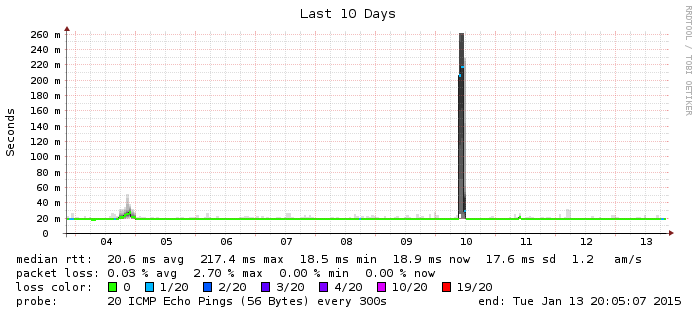 Last 10 Days
RRDTOOL / TOBI OETIKER
Seconds
260 m
240 m
220 m
200 m
180 m
160 m
140 m
120 m
100 m
80 m
60 m
40 m
20 m
0
04 05 06 07 08 09 10 11 12 13
median rtt: 20.6 ms avg 217.4 ms max 18.5 ms min 18.9 ms now 17.6 ms sd 1.2 am/s
packet loss: 0.03 % avg 2.70 % max 0.00 % min 0.00 % now
loss color: 0 1/20 2/20 3/20 4/20 10/20 19/20
probe: 20 ICMP Echo Pings (56 Bytes) every 300s end: Tue Jan 13 20:05:07 2015